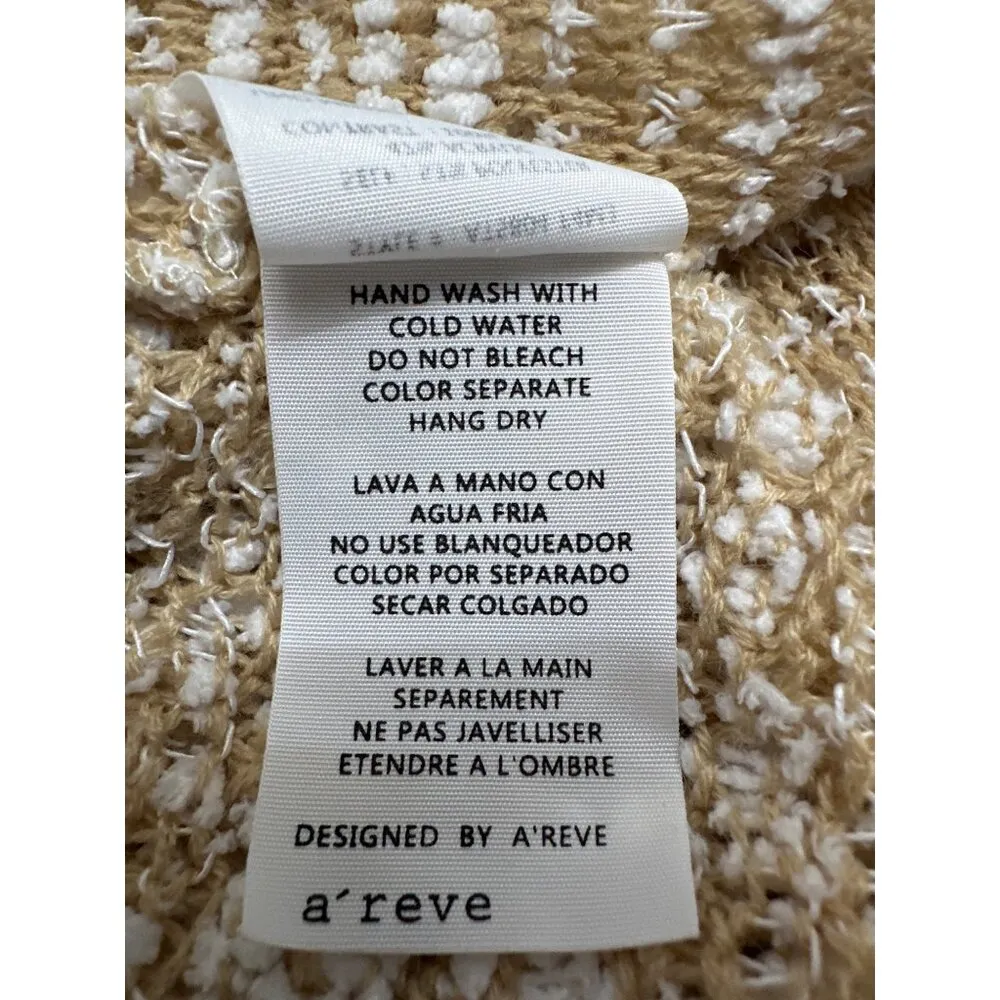 HAND WASH WITH
COLD WATER
DO NOT BLEACH
COLOR SEPARATE
HANG DRY
LAVA A MANO CON
AGUA FRIA
NO USE BLANQUEADOR
COLOR POR SEPARADO
SECAR COLGADO
LAVER A LA MAIN
SEPAREMENT
NE PAS JAVELLISER
ETENDRE A L'OMBRE
DESIGNED BY A'REVE
a´reve